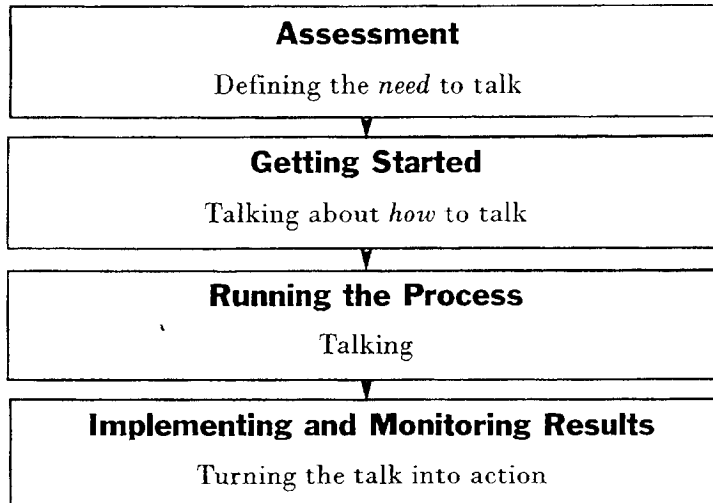 Assessment
Defining the need to talk
Getting Started
Talking about how to talk
Running the Process
Talking
Implementing and Monitoring Results
Turning the talk into action